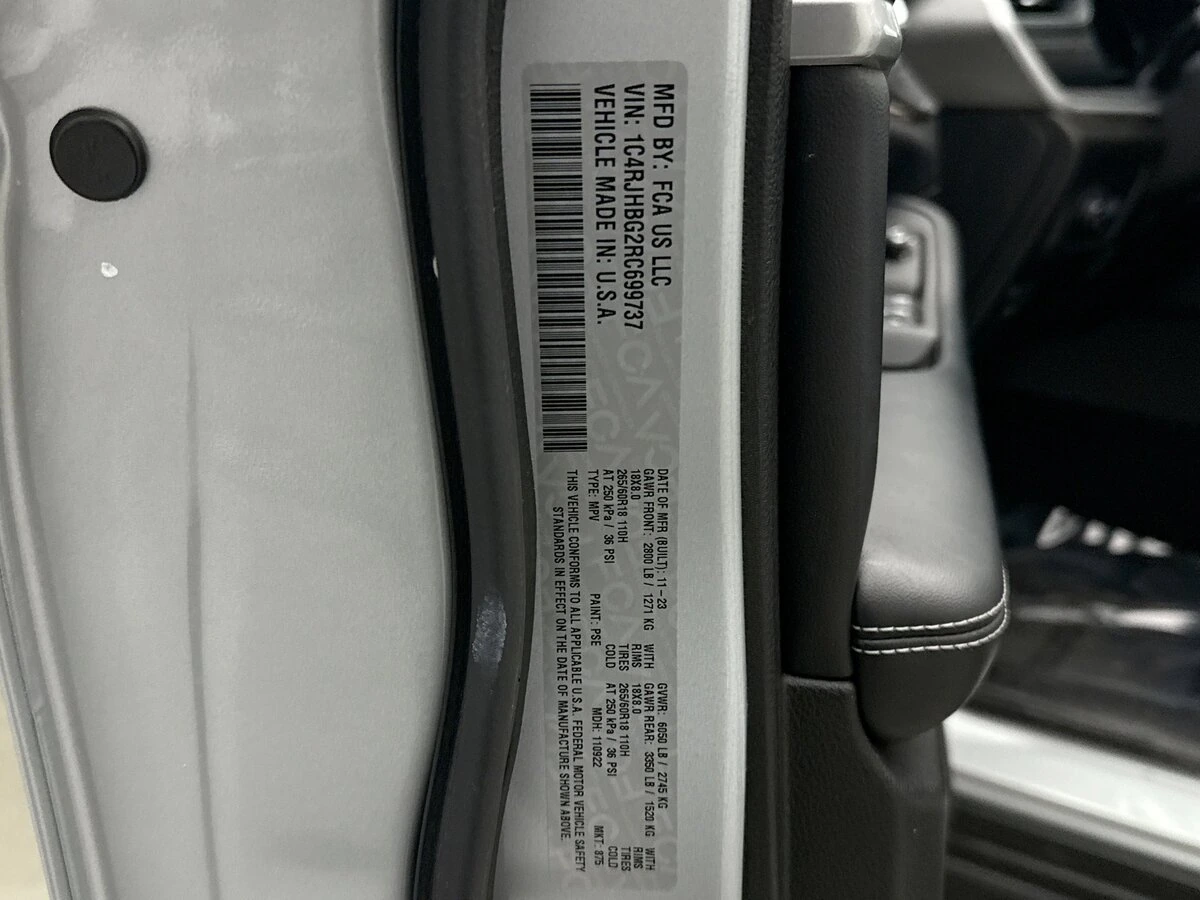 MFD BY: FCA US LLC
VIN: 1C4RJHBG2RC699737
VEHICLE MADE IN: U.S.A.
DATE OF MFR (BUILT): 11-23 GVWR: 6050 LB / 2745 KG
GAWR FRONT: 2800 LB / 1271 KG WITH GAWR REAR: 3350 LB / 1520 KG WITH
18X8.0 RIMS 18X8.0 RIMS
265/60R18 110H TIRES 265/60R18 110H TIRES
AT 250 kPa / 36 PSI COLD AT 250 kPa / 36 PSI COLD
TYPE: MPV PAINT: PSE MDH: 110922 MKT: 975
THIS VEHICLE CONFORMS TO ALL APPLICABLE U.S.A. FEDERAL MOTOR VEHICLE SAFETY
STANDARDS IN EFFECT ON THE DATE OF MANUFACTURE SHOWN ABOVE.